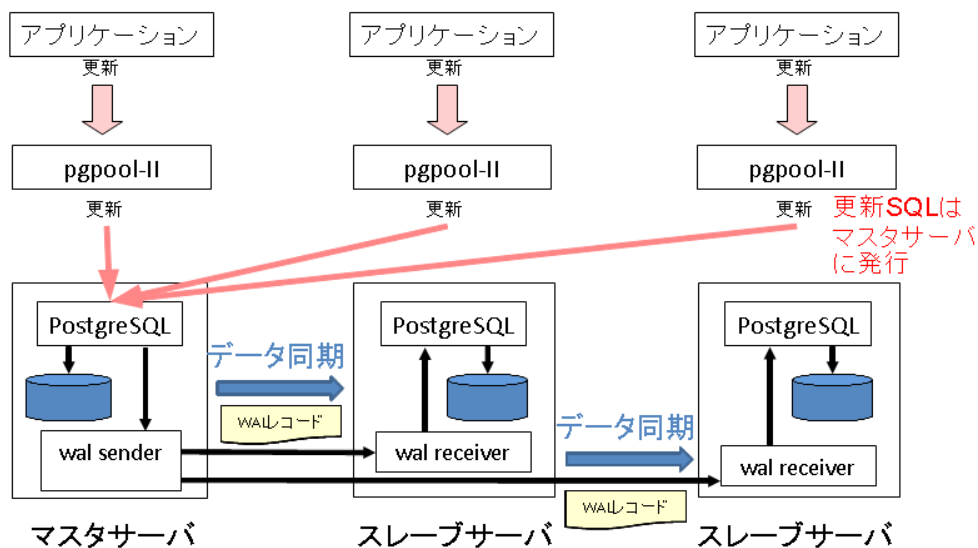 アプリケーション
アプリケーション
アプリケーション
更新
更新
更新
pgpool-II
pgpool-II
pgpool-II
更新
更新
更新
更新SQLは
マスタサーバ
に発行
PostgreSQL
PostgreSQL
PostgreSQL
データ同期
WALレコード
データ同期
wal sender
wal receiver
wal receiver
WALレコード
マスタサーバ
スレーブサーバ
スレーブサーバ